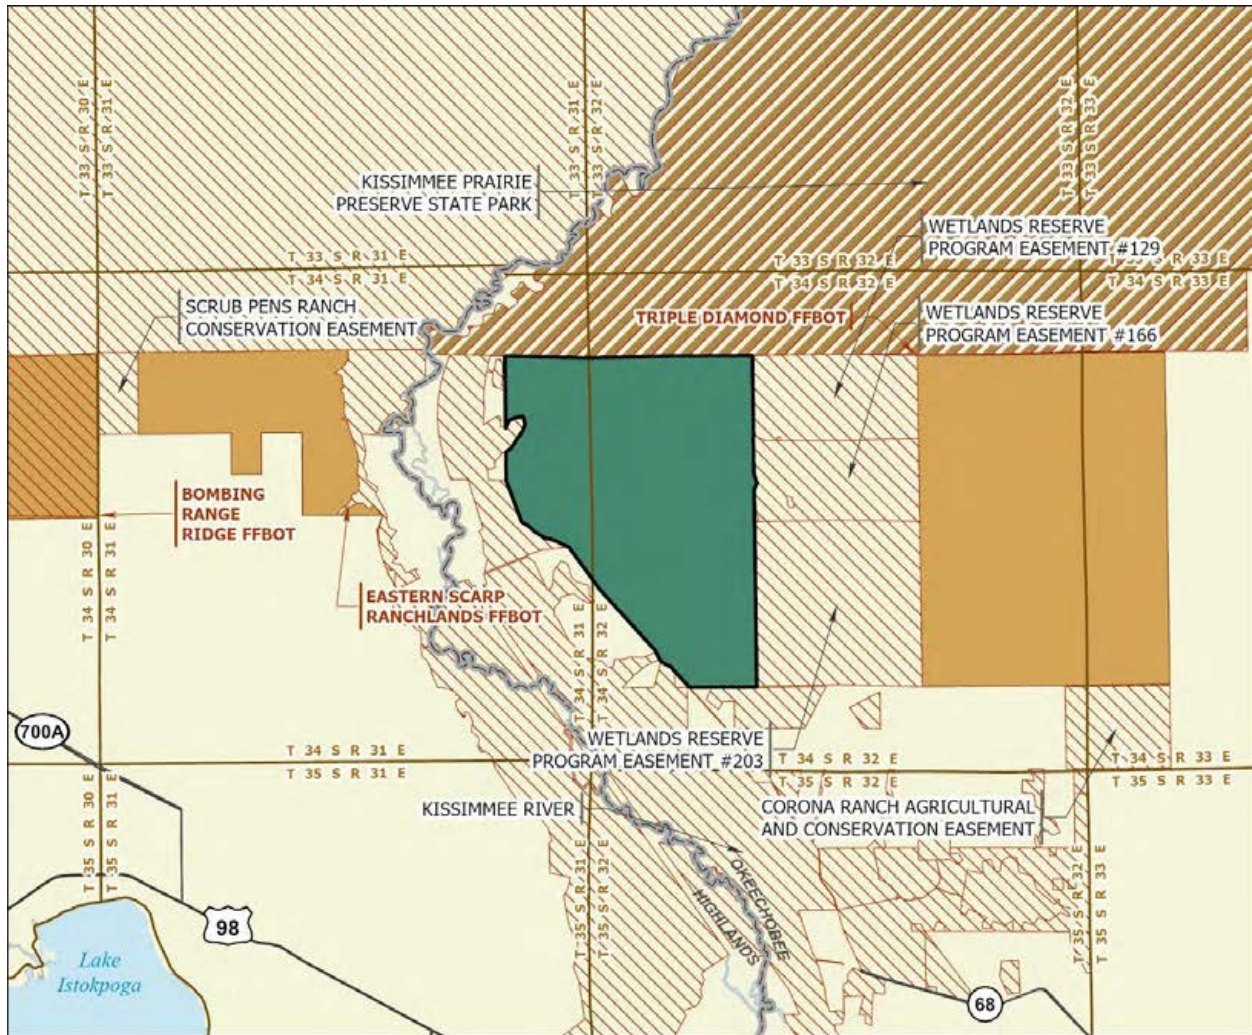 T 33 S R 30 E
T 33 S R 31 E
T 33 S R 31 E
T 33 S R 32 E
T 33 S R 32 E
T 33 S R 33 E
KISSIMMEE PRAIRIE
PRESERVE STATE PARK
WETLANDS RESERVE
PROGRAM EASEMENT #129
T 33 S R 31 E
T 34 S R 31 E
T 33 S R 32 E
T 34 S R 32 E
T 33 S R 33 E
T 34 S R 33 E
SCRUB PENS RANCH
CONSERVATION EASEMENT
TRIPLE DIAMOND FFBOT
WETLANDS RESERVE
PROGRAM EASEMENT #166
BOMBING
RANGE
RIDGE FFBOT
T 34 S R 30 E
T 34 S R 31 E
EASTERN SCARP
RANCHLANDS FFBOT
T 34 S R 31 E
T 34 S R 32 E
700A
WETLANDS RESERVE
PROGRAM EASEMENT #203
T 34 S R 31 E
T 35 S R 31 E
T 34 S R 32 E
T 35 S R 32 E
T 34 S R 33 E
T 35 S R 33 E
KISSIMMEE RIVER
CORONA RANCH AGRICULTURAL
AND CONSERVATION EASEMENT
T 35 S R 30 E
T 35 S R 31 E
T 35 S R 31 E
T 35 S R 32 E
T 35 S R 32 E
T 35 S R 33 E
OKEECHOBEE
HIGHLANDS
98
Lake
Istokpoga
68